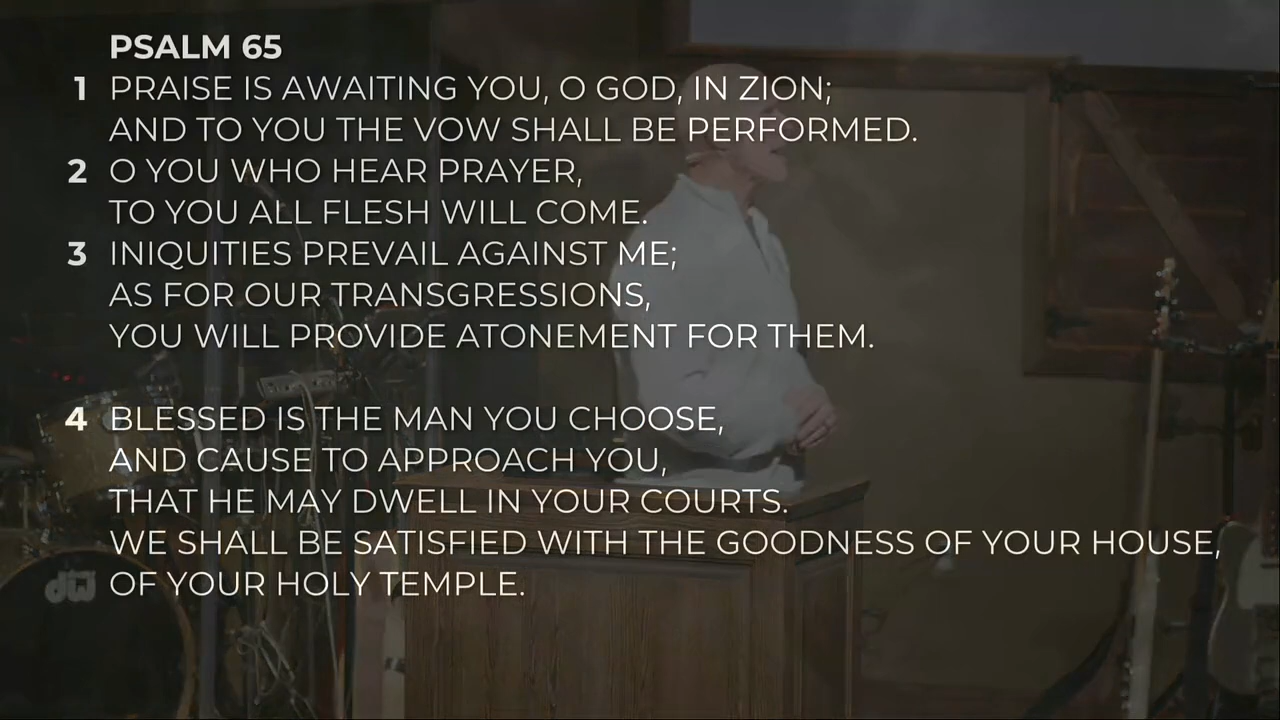 PSALM 65
1 PRAISE IS AWAITING YOU, O GOD, IN ZION;
AND TO YOU THE VOW SHALL BE PERFORMED.
2 O YOU WHO HEAR PRAYER,
TO YOU ALL FLESH WILL COME.
3 INIQUITIES PREVAIL AGAINST ME;
AS FOR OUR TRANSGRESSIONS,
YOU WILL PROVIDE ATONEMENT FOR THEM.
4 BLESSED IS THE MAN YOU CHOOSE,
AND CAUSE TO APPROACH YOU,
THAT HE MAY DWELL IN YOUR COURTS.
WE SHALL BE SATISFIED WITH THE GOODNESS OF YOUR HOUSE,
OF YOUR HOLY TEMPLE.
dw